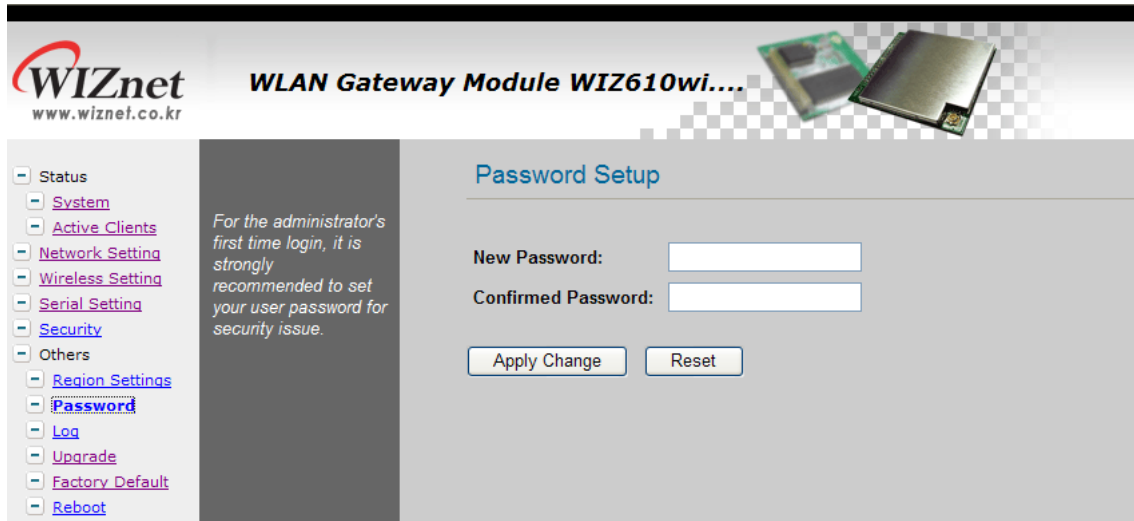 WIZnet
www.wiznet.co.kr
WLAN Gateway Module WIZ610wi....
Status
System
Active Clients
Network Setting
Wireless Setting
Serial Setting
Security
Others
Region Settings
Password
Log
Upgrade
Factory Default
Reboot
For the administrator's
first time login, it is
strongly
recommended to set
your user password for
security issue.
Password Setup
New Password:
Confirmed Password:
Apply Change
Reset